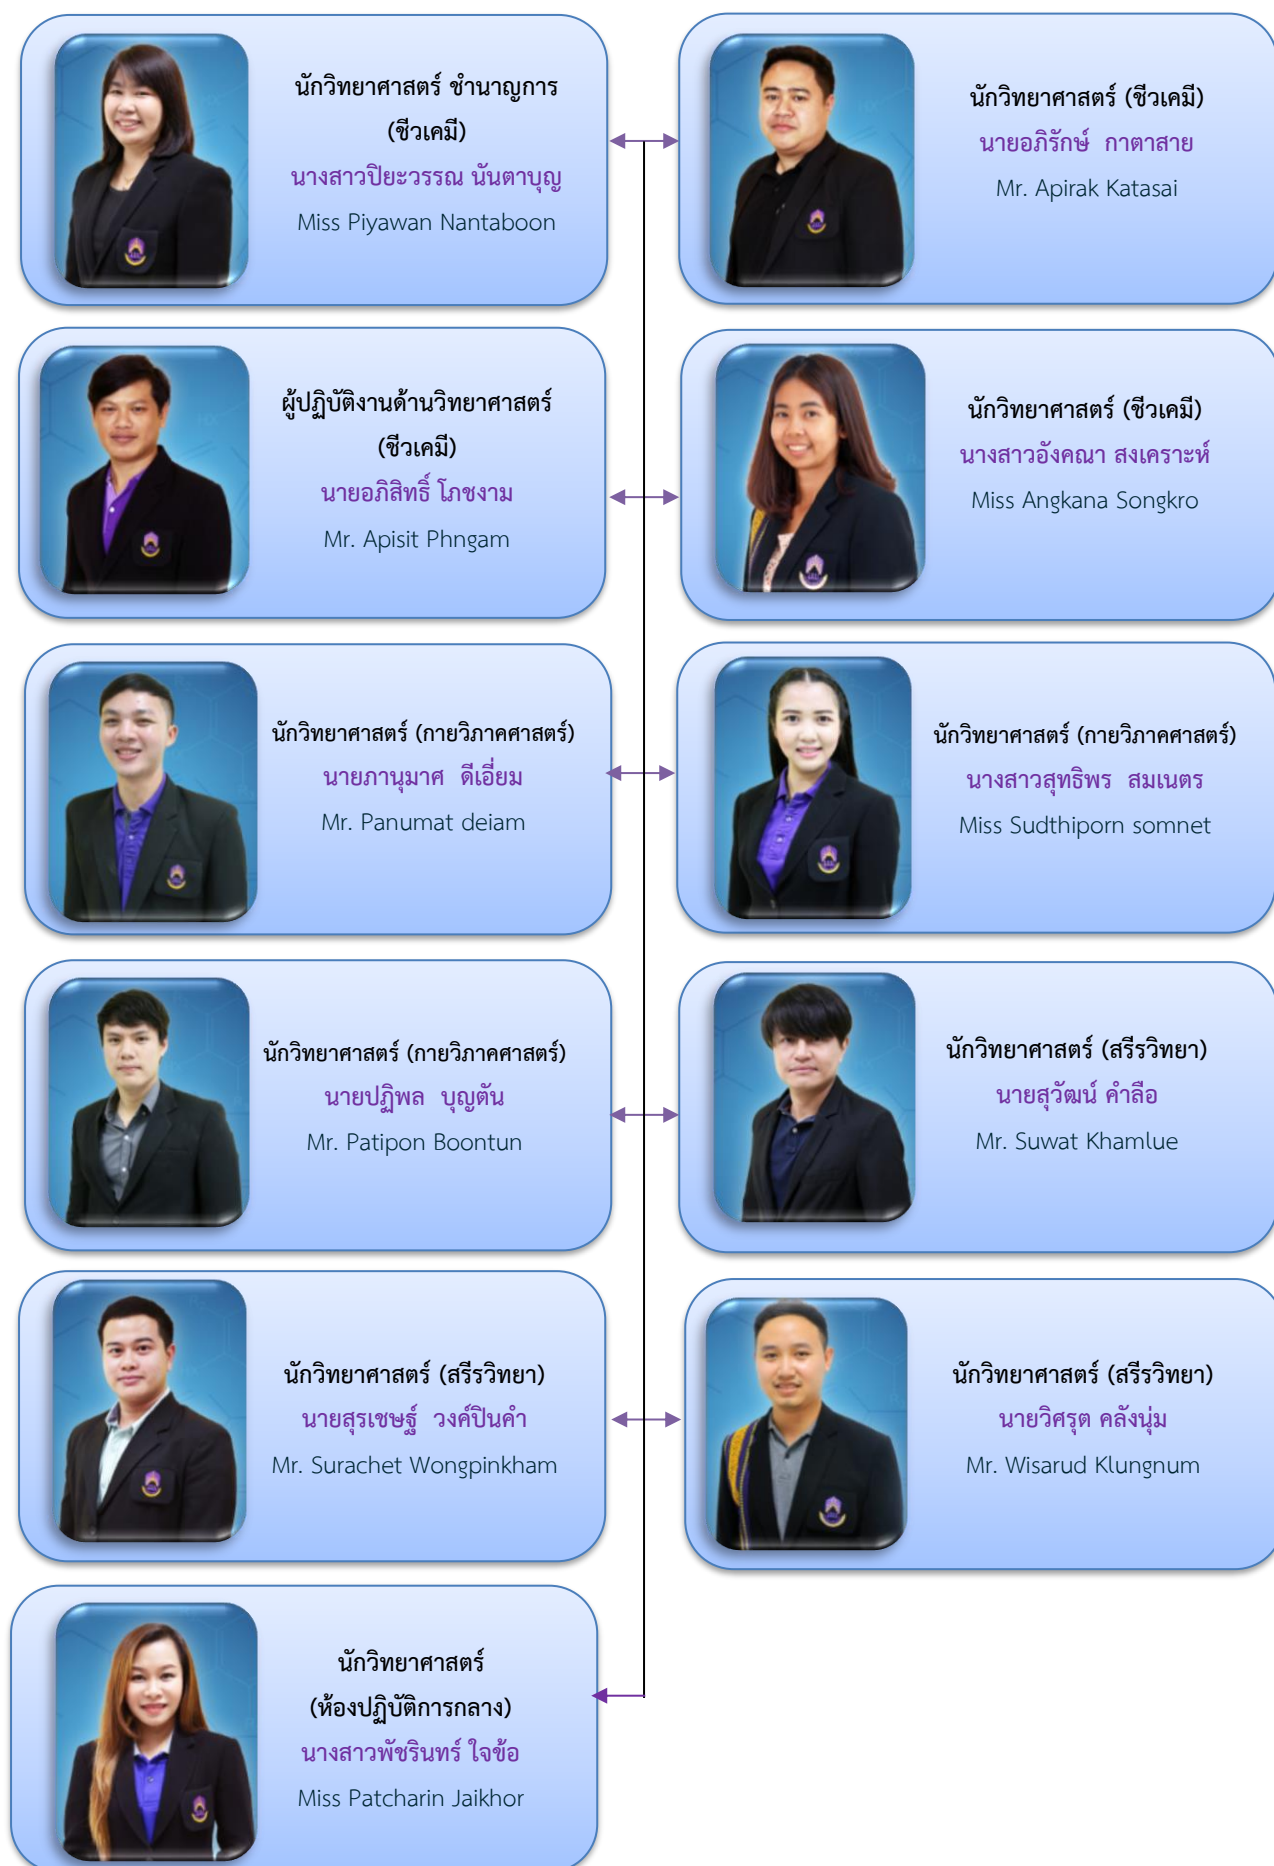 นักวิทยาศาสตร์ ชำนาญการ
(ชีวเคมี)
นางสาวปิยะวรรณ นันตาบุญ
Miss Piyawan Nantaboon
นักวิทยาศาสตร์ (ชีวเคมี)
นายอภิรักษ์ กาตาสาย
Mr. Apirak Katasai
ผู้ปฏิบัติงานด้านวิทยาศาสตร์
(ชีวเคมี)
นายอภิสิทธิ์ โภชงาม
Mr. Apisit Phngam
นักวิทยาศาสตร์ (ชีวเคมี)
นางสาวอังคณา สงเคราะห์
Miss Angkana Songkro
นักวิทยาศาสตร์ (กายวิภาคศาสตร์)
นายภานุมาศ ดีเอี่ยม
Mr. Panumat deiam
นักวิทยาศาสตร์ (กายวิภาคศาสตร์)
นางสาวสุทธิพร สมเนตร
Miss Sudthiporn somnet
นักวิทยาศาสตร์ (กายวิภาคศาสตร์)
นายปฏิพล บุญตัน
Mr. Patipon Boontun
นักวิทยาศาสตร์ (สรีรวิทยา)
นายสุวัฒน์ คำลือ
Mr. Suwat Khamlue
นักวิทยาศาสตร์ (สรีรวิทยา)
นายสุรเชษฐ์ วงค์ปินคำ
Mr. Surachet Wongpinkham
นักวิทยาศาสตร์ (สรีรวิทยา)
นายวิศรุต คลังนุ่ม
Mr. Wisarud Klungnum
นักวิทยาศาสตร์
(ห้องปฏิบัติการกลาง)
นางสาวพัชรินทร์ ใจข้อ
Miss Patcharin Jaikhor